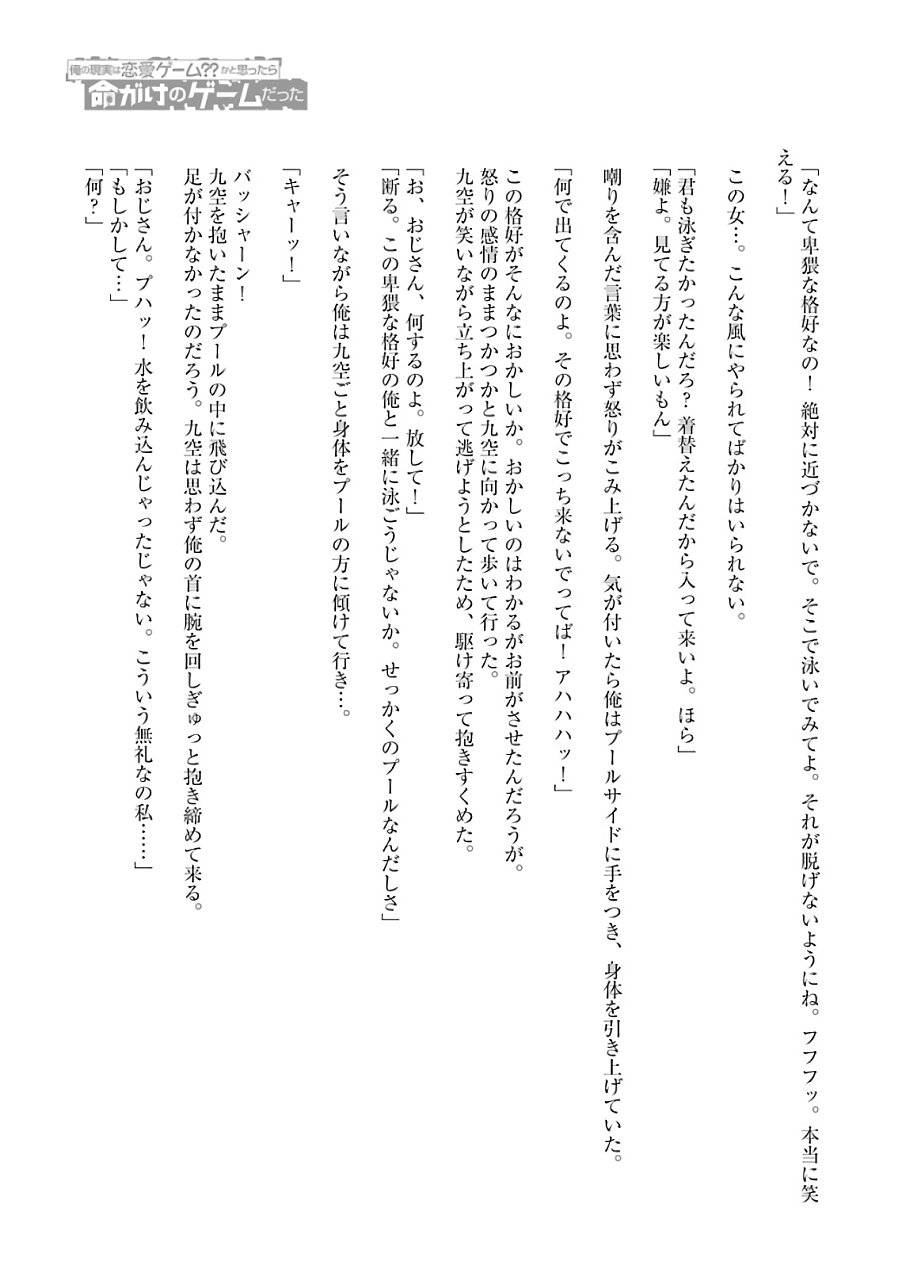 俺の現実は恋愛ゲーム??かと思ったら
命がけのゲームだった
「なんて卑猥な格好なの！ 絶対に近づかないで。そこで泳いでみてよ。それが脱げないようにね。フフフッ。本当に笑
える！」
この女…。こんな風にやられてばかりはいられない。
「君も泳ぎたかったんだろ？着替えたんだから入って来いよ。ほら」
「嫌よ。見てる方が楽しいもん」
嘲りを含んだ言葉に思わず怒りがこみ上げる。気が付いたら俺はプールサイドに手をつき、身体を引き上げていた。
「何で出てくるのよ。その格好でこっち来ないでってば！アハハハッ！」
この格好がそんなにおかしいか。おかしいのはわかるがお前がさせたんだろうが。
怒りの感情のままつかつかと九空に向かって歩いて行った。
九空が笑いながら立ち上がって逃げようとしたため、駆け寄って抱きすくめた。
「お、おじさん、何するのよ。放して！」
「断る。この卑猥な格好の俺と一緒に泳ごうじゃないか。せっかくのプールなんだしさ」
そう言いながら俺は九空ごと身体をプールの方に傾けて行き…。
「キャーッ！」
バッシャーン！
九空を抱いたままプールの中に飛び込んだ。
足が付かなかったのだろう。九空は思わず俺の首に腕を回しぎゅっと抱き締めて来る。
「おじさん。プハッ！水を飲み込んじゃったじゃない。こういう無礼なの私……」
「もしかして…」
「何？」